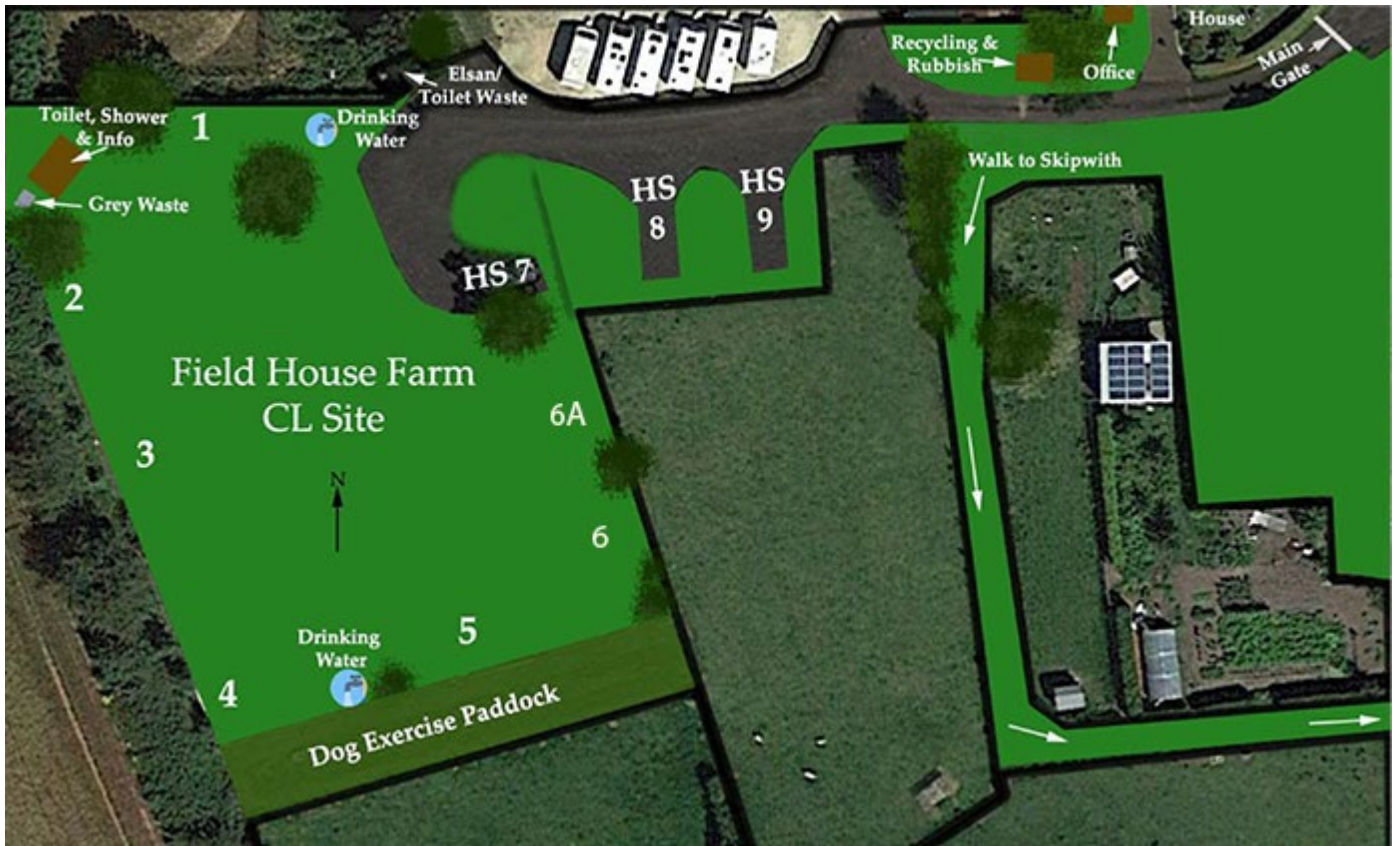 House
Main
Gate
Recycling &
Rubbish
Office
Elsan/
Toilet Waste
Toilet, Shower
& Info
1
Drinking
Water
Grey Waste
Walk to Skipwith
HS
8
HS
9
HS 7
2
Field House Farm
CL Site
6A
3
N
6
5
Drinking
Water
4
Dog Exercise Paddock